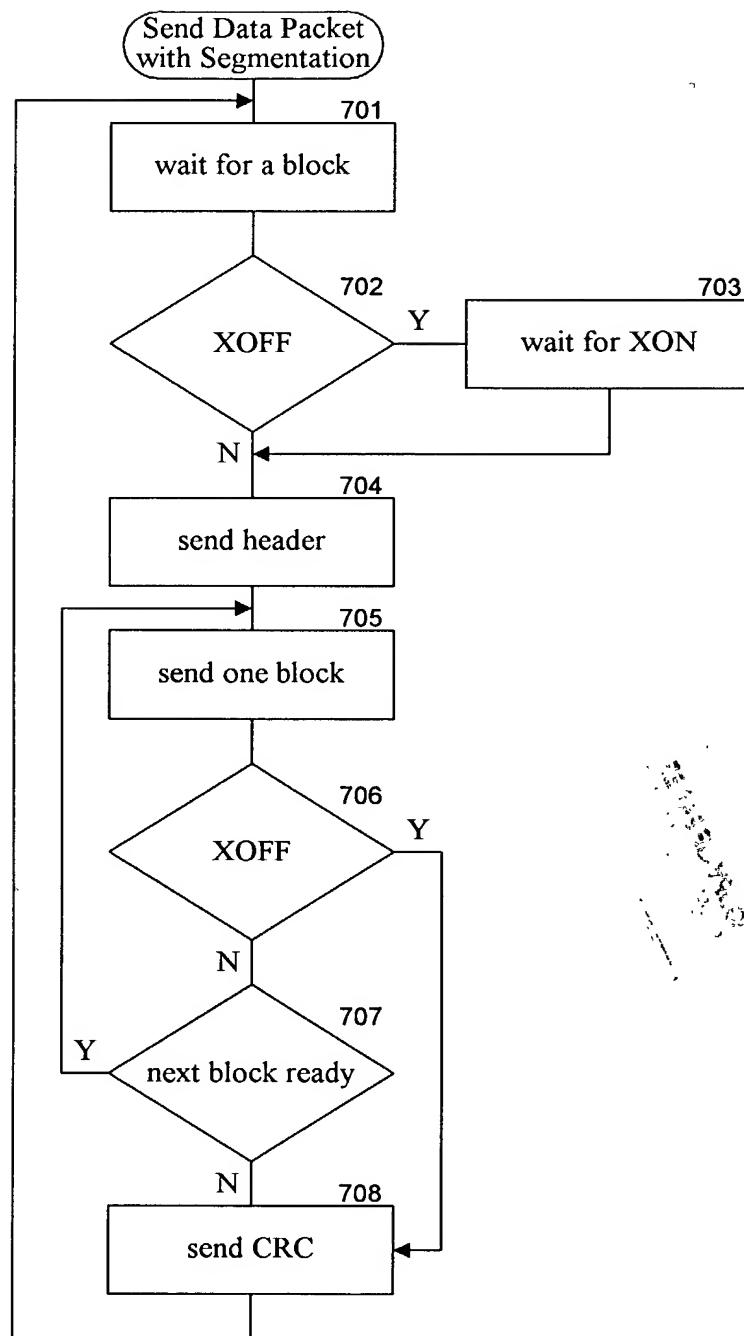 Send Data Packet
with Segmentation
701
wait for a block
702
XOFF
Y
703
wait for XON
N
704
send header
705
send one block
706
XOFF
Y
N
707
Y
next block ready
N
708
send CRC